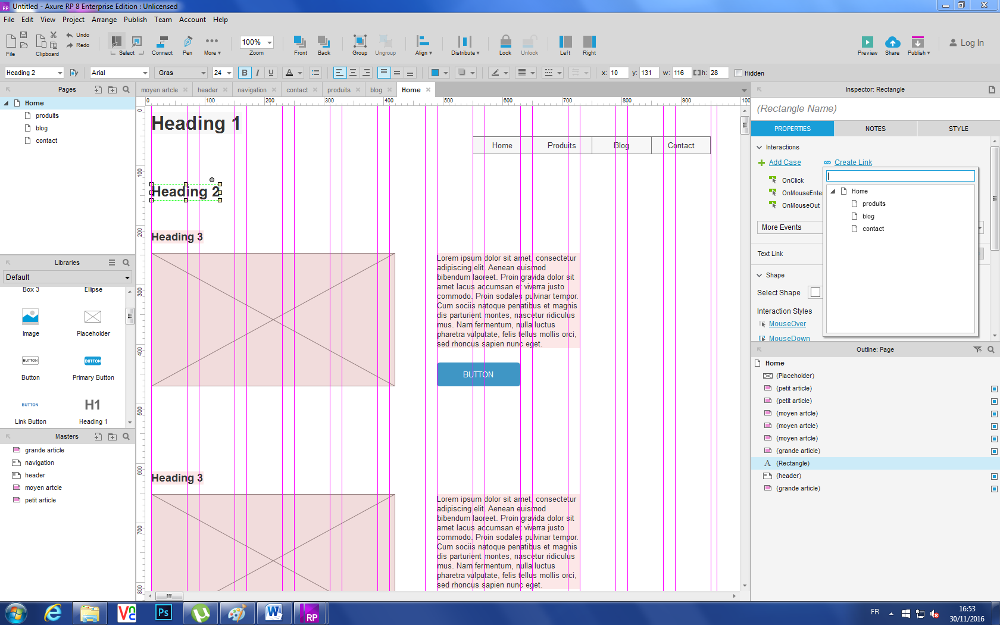 Untitled - Axure RP 8 Enterprise Edition : Unlicensed
File Edit View Project Arrange Publish Team Account Help
Undo
Redo
File Clipboard Select Connect Pen More 100% Zoom Front Back Group Ungroup Align Distribute Lock Unlock Left Right Preview Share Publish Log In
Heading 2 Arial Gras 24 B I U A x: 10 y: 131 w: 116 h: 28 Hidden
Pages
Home
produits
blog
contact
Libraries
Default
Box 3 Ellipse
Image Placeholder
BUTTON BUTTON
Button Primary Button
BUTTON H1
Link Button Heading 1
Masters
grande article
navigation
header
moyen artcle
petit article
moyen artcle header navigation contact produits blog Home
0 100 200 300 400 500 600 700 800 900 1000
0
100
200
300
400
500
600
700
800
Heading 1
Home Produits Blog Contact
Heading 2
Heading 3
Lorem ipsum dolor sit amet, consectetur
adipiscing elit. Aenean euismod
bibendum laoreet. Proin gravida dolor sit
amet lacus accumsan et viverra justo
commodo. Proin sodales pulvinar tempor.
Cum sociis natoque penatibus et magnis
dis parturient montes, nascetur ridiculus
mus. Nam fermentum, nulla luctus
pharetra vulputate, felis tellus mollis orci,
sed rhoncus sapien nunc eget.
BUTTON
Heading 3
Lorem ipsum dolor sit amet, consectetur
adipiscing elit. Aenean euismod
bibendum laoreet. Proin gravida dolor sit
amet lacus accumsan et viverra justo
commodo. Proin sodales pulvinar tempor.
Cum sociis natoque penatibus et magnis
dis parturient montes, nascetur ridiculus
mus. Nam fermentum, nulla luctus
pharetra vulputate, felis tellus mollis orci,
sed rhoncus sapien nunc eget.
Inspector: Rectangle
(Rectangle Name)
PROPERTIES NOTES STYLE
Interactions
Add Case Create Link
OnClick
OnMouseEnte
OnMouseOut
More Events
Text Link
Shape
Select Shape
Interaction Styles
MouseOver
MouseDown
Home
produits
blog
contact
Outline: Page
Home
(Placeholder)
(petit article)
(petit article)
(moyen artcle)
(moyen artcle)
(moyen artcle)
(grande article)
A (Rectangle)
(header)
(grande article)
Ps RP FR 16:53
30/11/2016